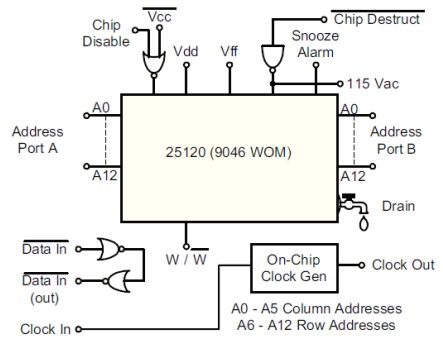 Chip
Disable
Vcc
Vdd
Vff
Chip Destruct
Snooze
Alarm
115 Vac
A0
A0
Address
Port A
Address
Port B
25120 (9046 WOM)
A12
A12
Drain
W / W
Data In
Data In
(out)
On-Chip
Clock Gen
Clock Out
Clock In
A0 - A5 Column Addresses
A6 - A12 Row Addresses